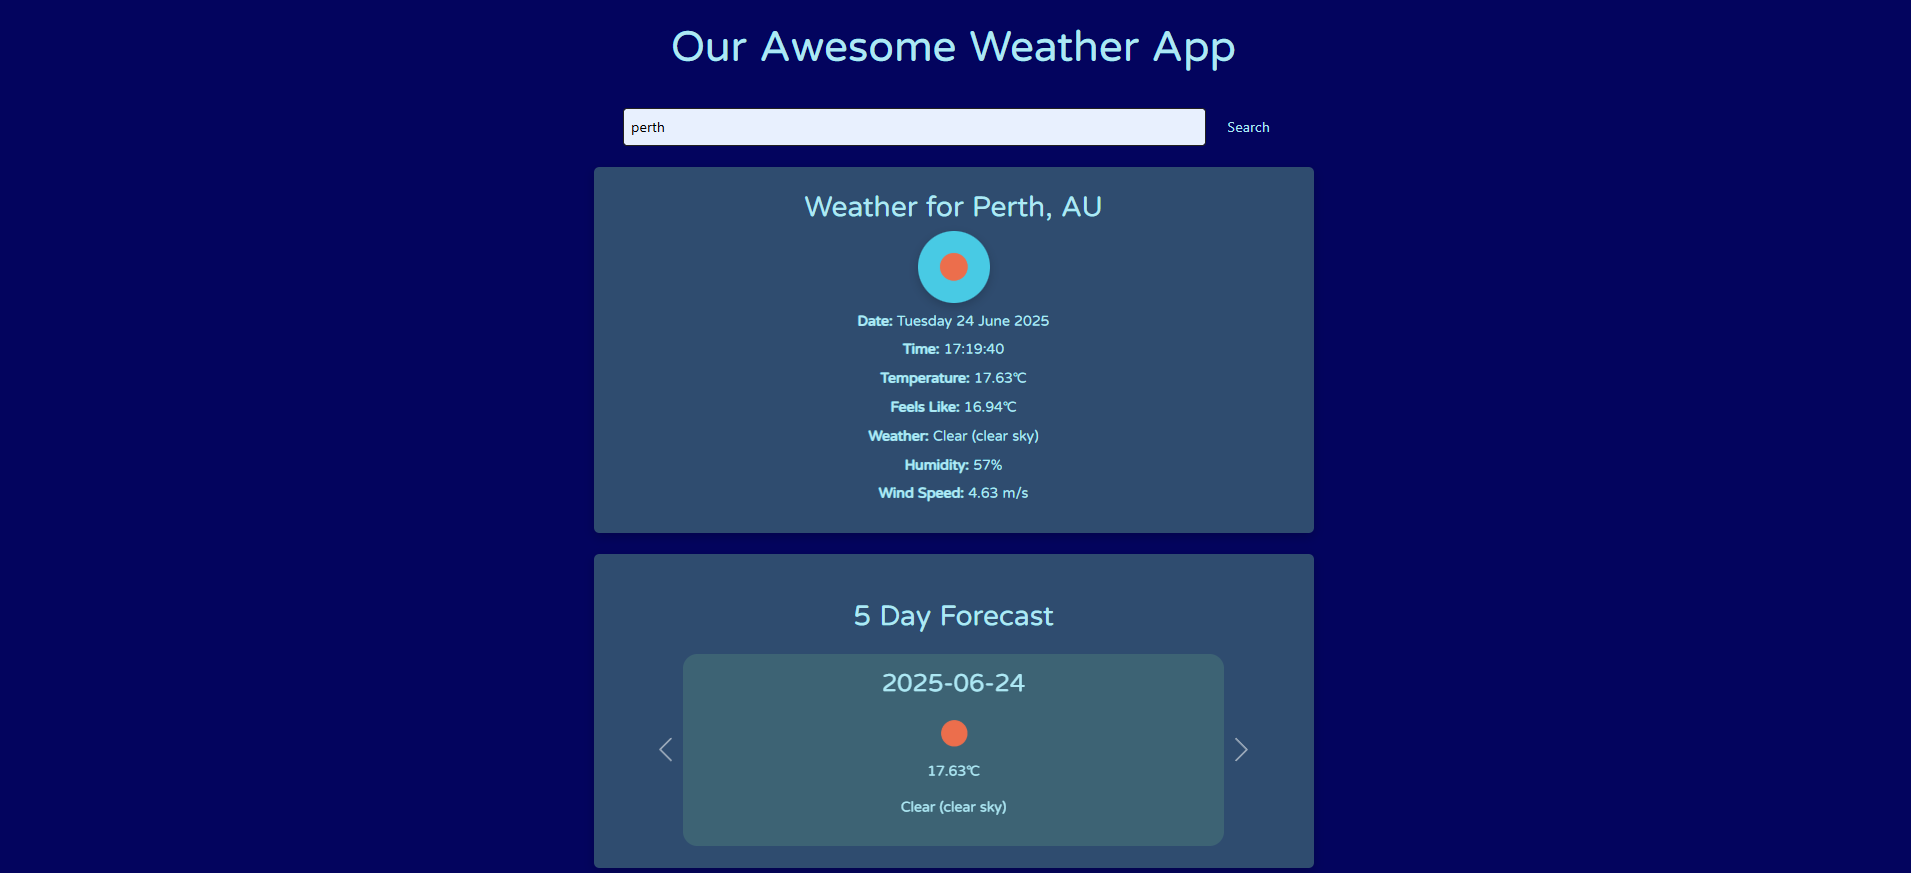 Our Awesome Weather App
perth
Search
Weather for Perth, AU
Date: Tuesday 24 June 2025
Time: 17:19:40
Temperature: 17.63℃
Feels Like: 16.94℃
Weather: Clear (clear sky)
Humidity: 57%
Wind Speed: 4.63 m/s
5 Day Forecast
2025-06-24
17.63℃
Clear (clear sky)